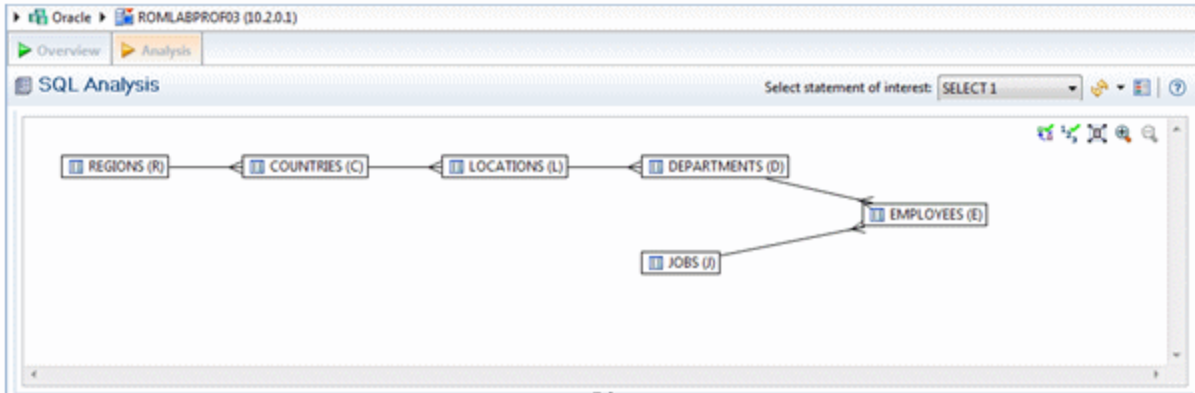 Oracle ROMLABPROF03 (10.2.0.1)
Overview Analysis
SQL Analysis Select statement of interest: SELECT 1
REGIONS (R) COUNTRIES (C) LOCATIONS (L) DEPARTMENTS (D)
EMPLOYEES (E)
JOBS (J)